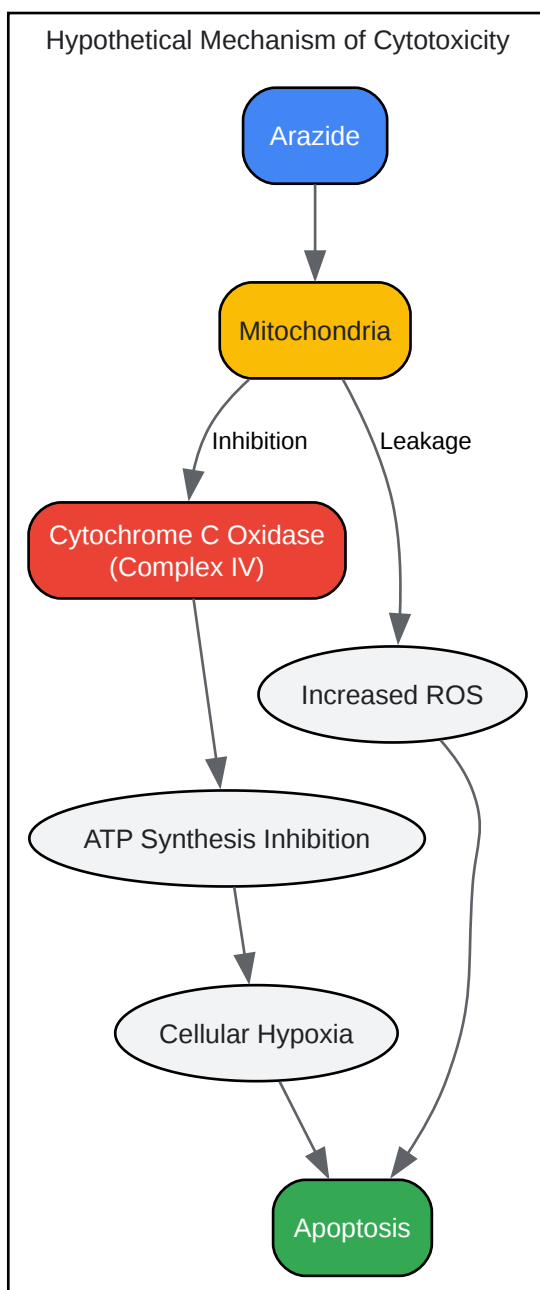 Hypothetical Mechanism of Cytotoxicity
Arazide
Mitochondria
Inhibition
Leakage
Cytochrome C Oxidase
(Complex IV)
Increased ROS
ATP Synthesis Inhibition
Cellular Hypoxia
Apoptosis